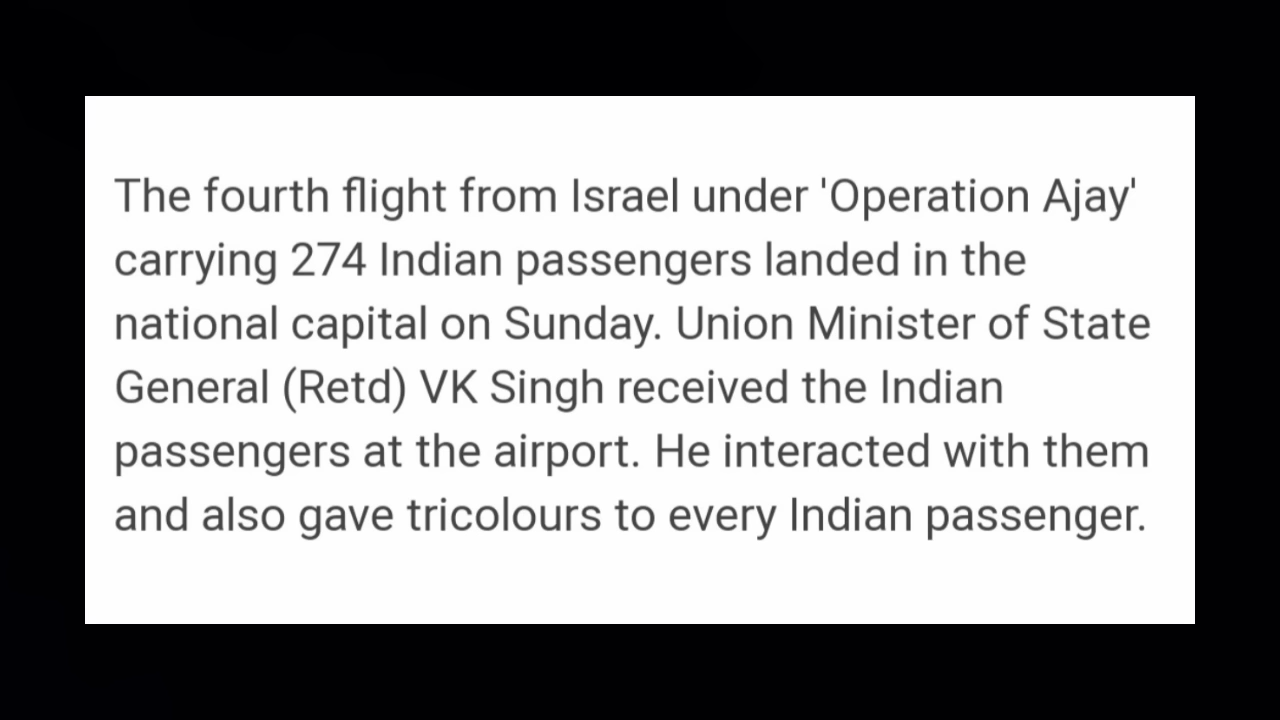 The fourth flight from Israel under 'Operation Ajay'
carrying 274 Indian passengers landed in the
national capital on Sunday. Union Minister of State
General (Retd) VK Singh received the Indian
passengers at the airport. He interacted with them
and also gave tricolours to every Indian passenger.